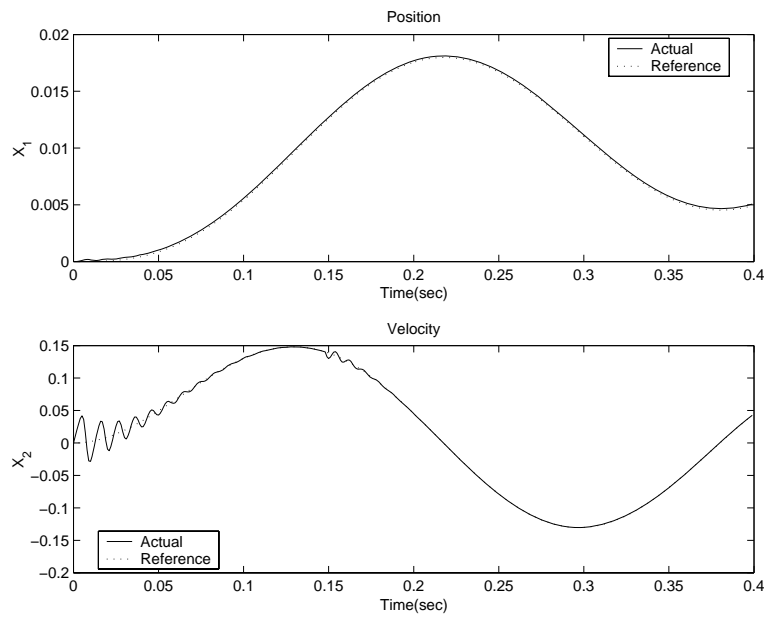 Position
0.02
0.015
0.01
0.005
0
X1
Actual
Reference
0 0.05 0.1 0.15 0.2 0.25 0.3 0.35 0.4
Time(sec)
Velocity
0.15
0.1
0.05
0
−0.05
−0.1
−0.15
−0.2
X2
Actual
Reference
0 0.05 0.1 0.15 0.2 0.25 0.3 0.35 0.4
Time(sec)